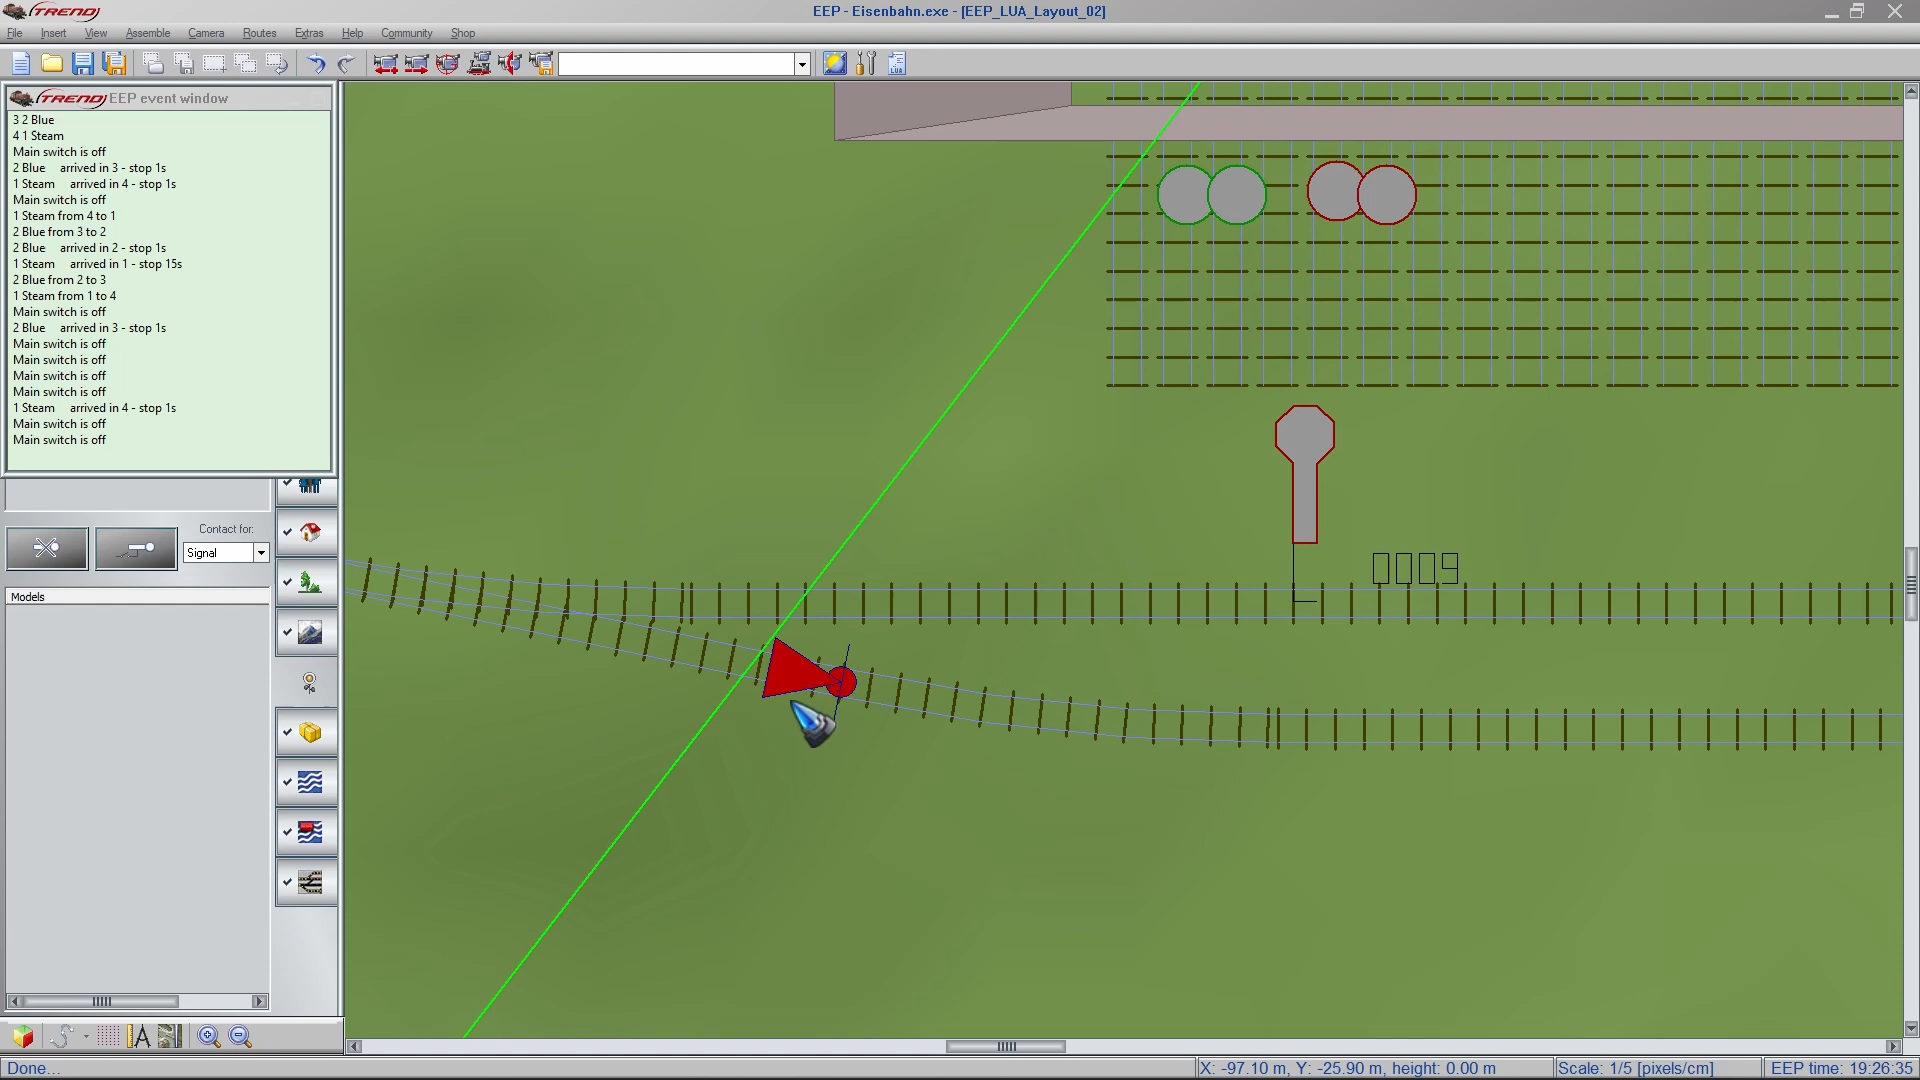 TREND
EEP - Eisenbahn.exe - [EEP_LUA_Layout_02]
File Insert View Assemble Camera Routes Extras Help Community Shop
LUA
TREND EEP event window
3 2 Blue
4 1 Steam
Main switch is off
2 Blue arrived in 3 - stop 1s
1 Steam arrived in 4 - stop 1s
Main switch is off
1 Steam from 4 to 1
2 Blue from 3 to 2
2 Blue arrived in 2 - stop 1s
1 Steam arrived in 1 - stop 15s
2 Blue from 2 to 3
1 Steam from 1 to 4
Main switch is off
2 Blue arrived in 3 - stop 1s
Main switch is off
Main switch is off
Main switch is off
Main switch is off
1 Steam arrived in 4 - stop 1s
Main switch is off
Main switch is off
Contact for:
Signal
0009
Models
Done...
X: -97.10 m, Y: -25.90 m, height: 0.00 m
Scale: 1/5 [pixels/cm]
EEP time: 19:26:35